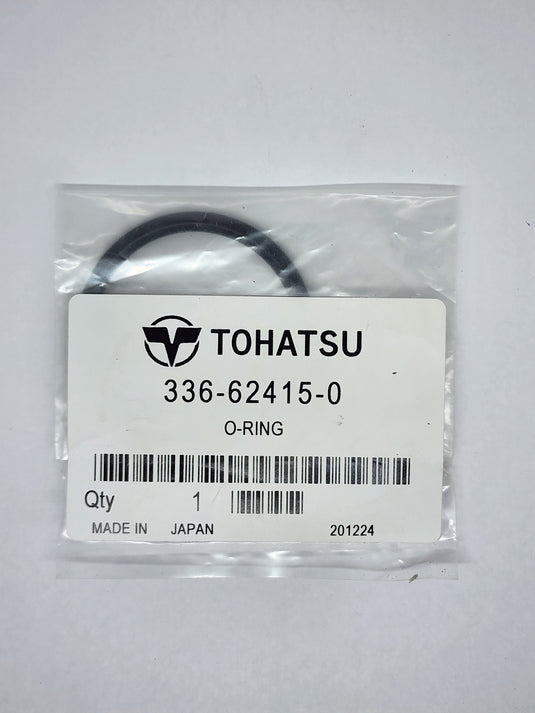 TOHATSU
336-62415-0
O-RING
Qty 1
MADE IN JAPAN 201224